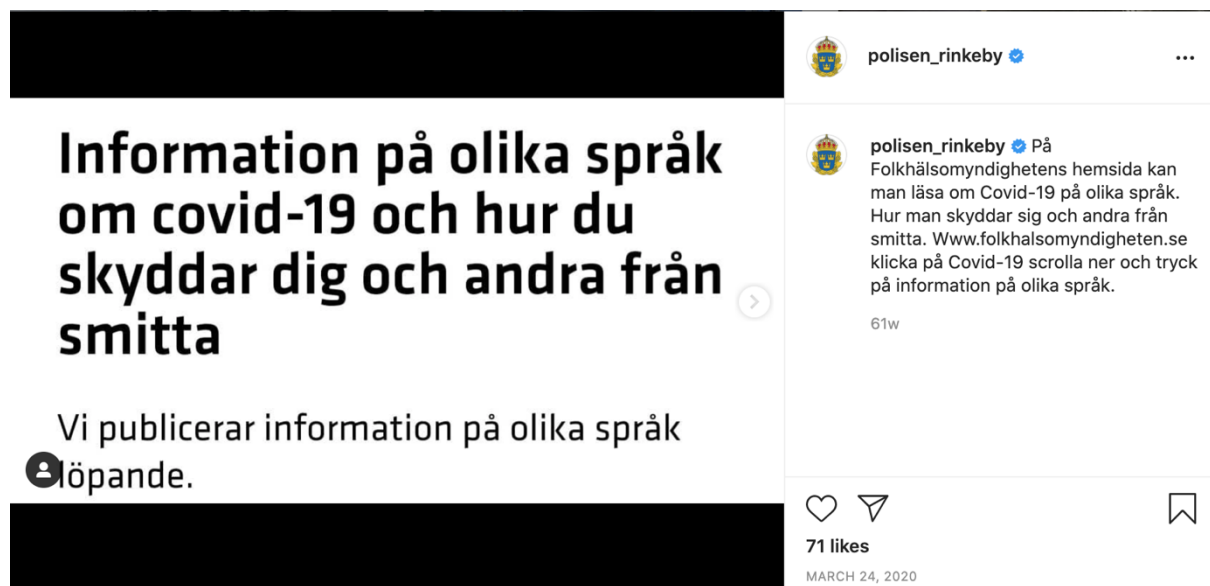 Information på olika språk
om covid-19 och hur du
skyddar dig och andra från
smitta
Vi publicerar information på olika språk
löpande.
polisen_rinkeby
polisen_rinkeby På
Folkhälsomyndighetens hemsida kan
man läsa om Covid-19 på olika språk.
Hur man skyddar sig och andra från
smitta. Www.folkhalsomyndigheten.se
klicka på Covid-19 scrolla ner och tryck
på information på olika språk.
61w
71 likes
MARCH 24, 2020